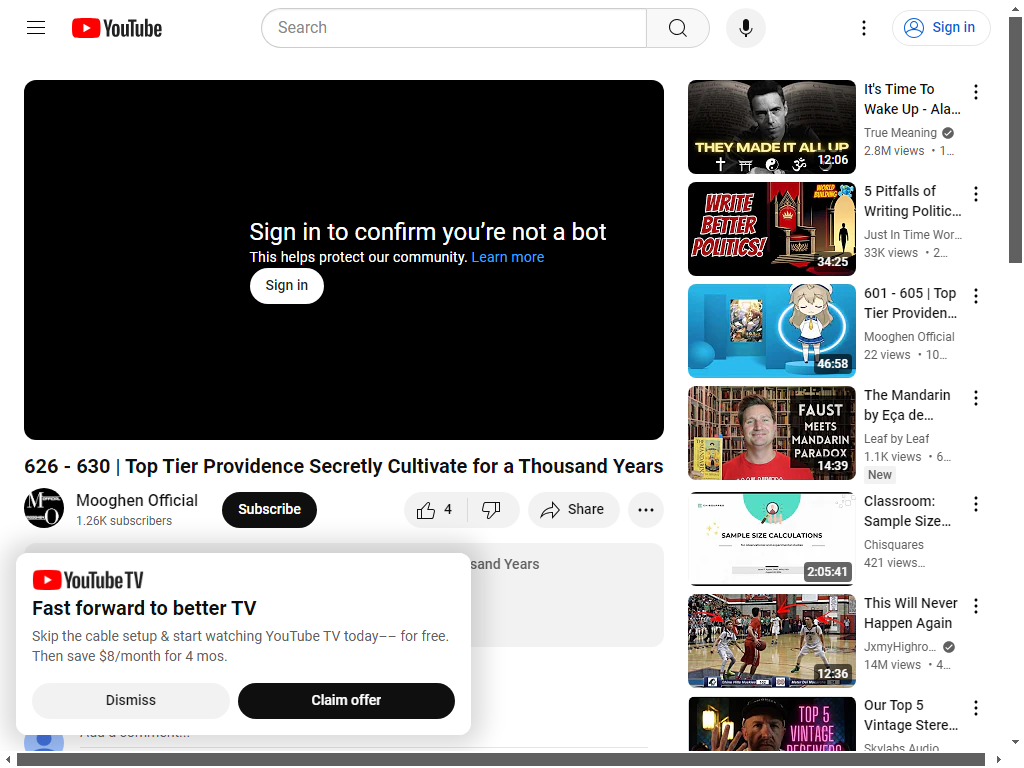 YouTube
Search
Sign in
Sign in to confirm you’re not a bot
This helps protect our community. Learn more
Sign in
626 - 630 | Top Tier Providence Secretly Cultivate for a Thousand Years
Mooghen Official
1.26K subscribers
Subscribe
4
Share
sand Years
YouTube TV
Fast forward to better TV
Skip the cable setup & start watching YouTube TV today–– for free.
Then save $8/month for 4 mos.
Dismiss
Claim offer
Add a comment...
THEY MADE IT ALL UP
12:06
It's Time To
Wake Up - Ala…
True Meaning
2.8M views • 1…
WRITE
BETTER
POLITICS!
WORLD
BUILDING
34:25
5 Pitfalls of
Writing Politic…
Just In Time Wor…
33K views • 2…
46:58
601 - 605 | Top
Tier Providen…
Mooghen Official
22 views • 10…
FAUST
MEETS
MANDARIN
PARADOX
14:39
The Mandarin
by Eça de…
Leaf by Leaf
1.1K views • 6…
New
SAMPLE SIZE CALCULATIONS
2:05:41
Classroom:
Sample Size…
Chisquares
421 views…
12:36
This Will Never
Happen Again
JxmyHighro…
14M views • 4…
TOP 5
VINTAGE
RECEIVERS
Our Top 5
Vintage Stere…
Skylabs Audio